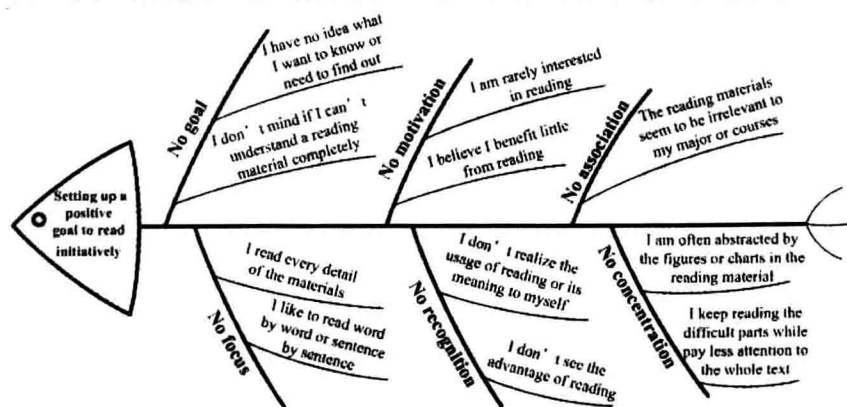 Setting up a
positive
goal to read
initiatively
No goal
I have no idea what
I want to know or
need to find out
I don't mind if I can't
understand a reading
material completely
No motivation
I am rarely interested
in reading
I believe I benefit little
from reading
No association
The reading materials
seem to be irrelevant to
my major or courses
No focus
I read every detail
of the materials
I like to read word
by word or sentence
by sentence
No recognition
I don't realize the
usage of reading or its
meaning to myself
I don't see the
advantage of reading
No concentration
I am often abstracted by
the figures or charts in the
reading material
I keep reading the
difficult parts while
pay less attention to
the whole text